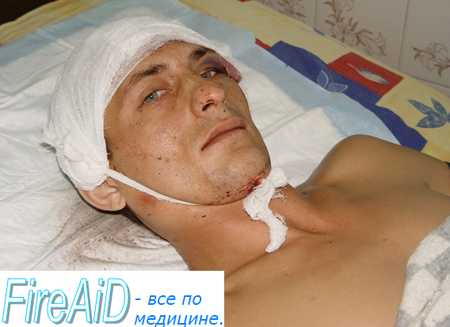 FireAiD - все по
медицине.